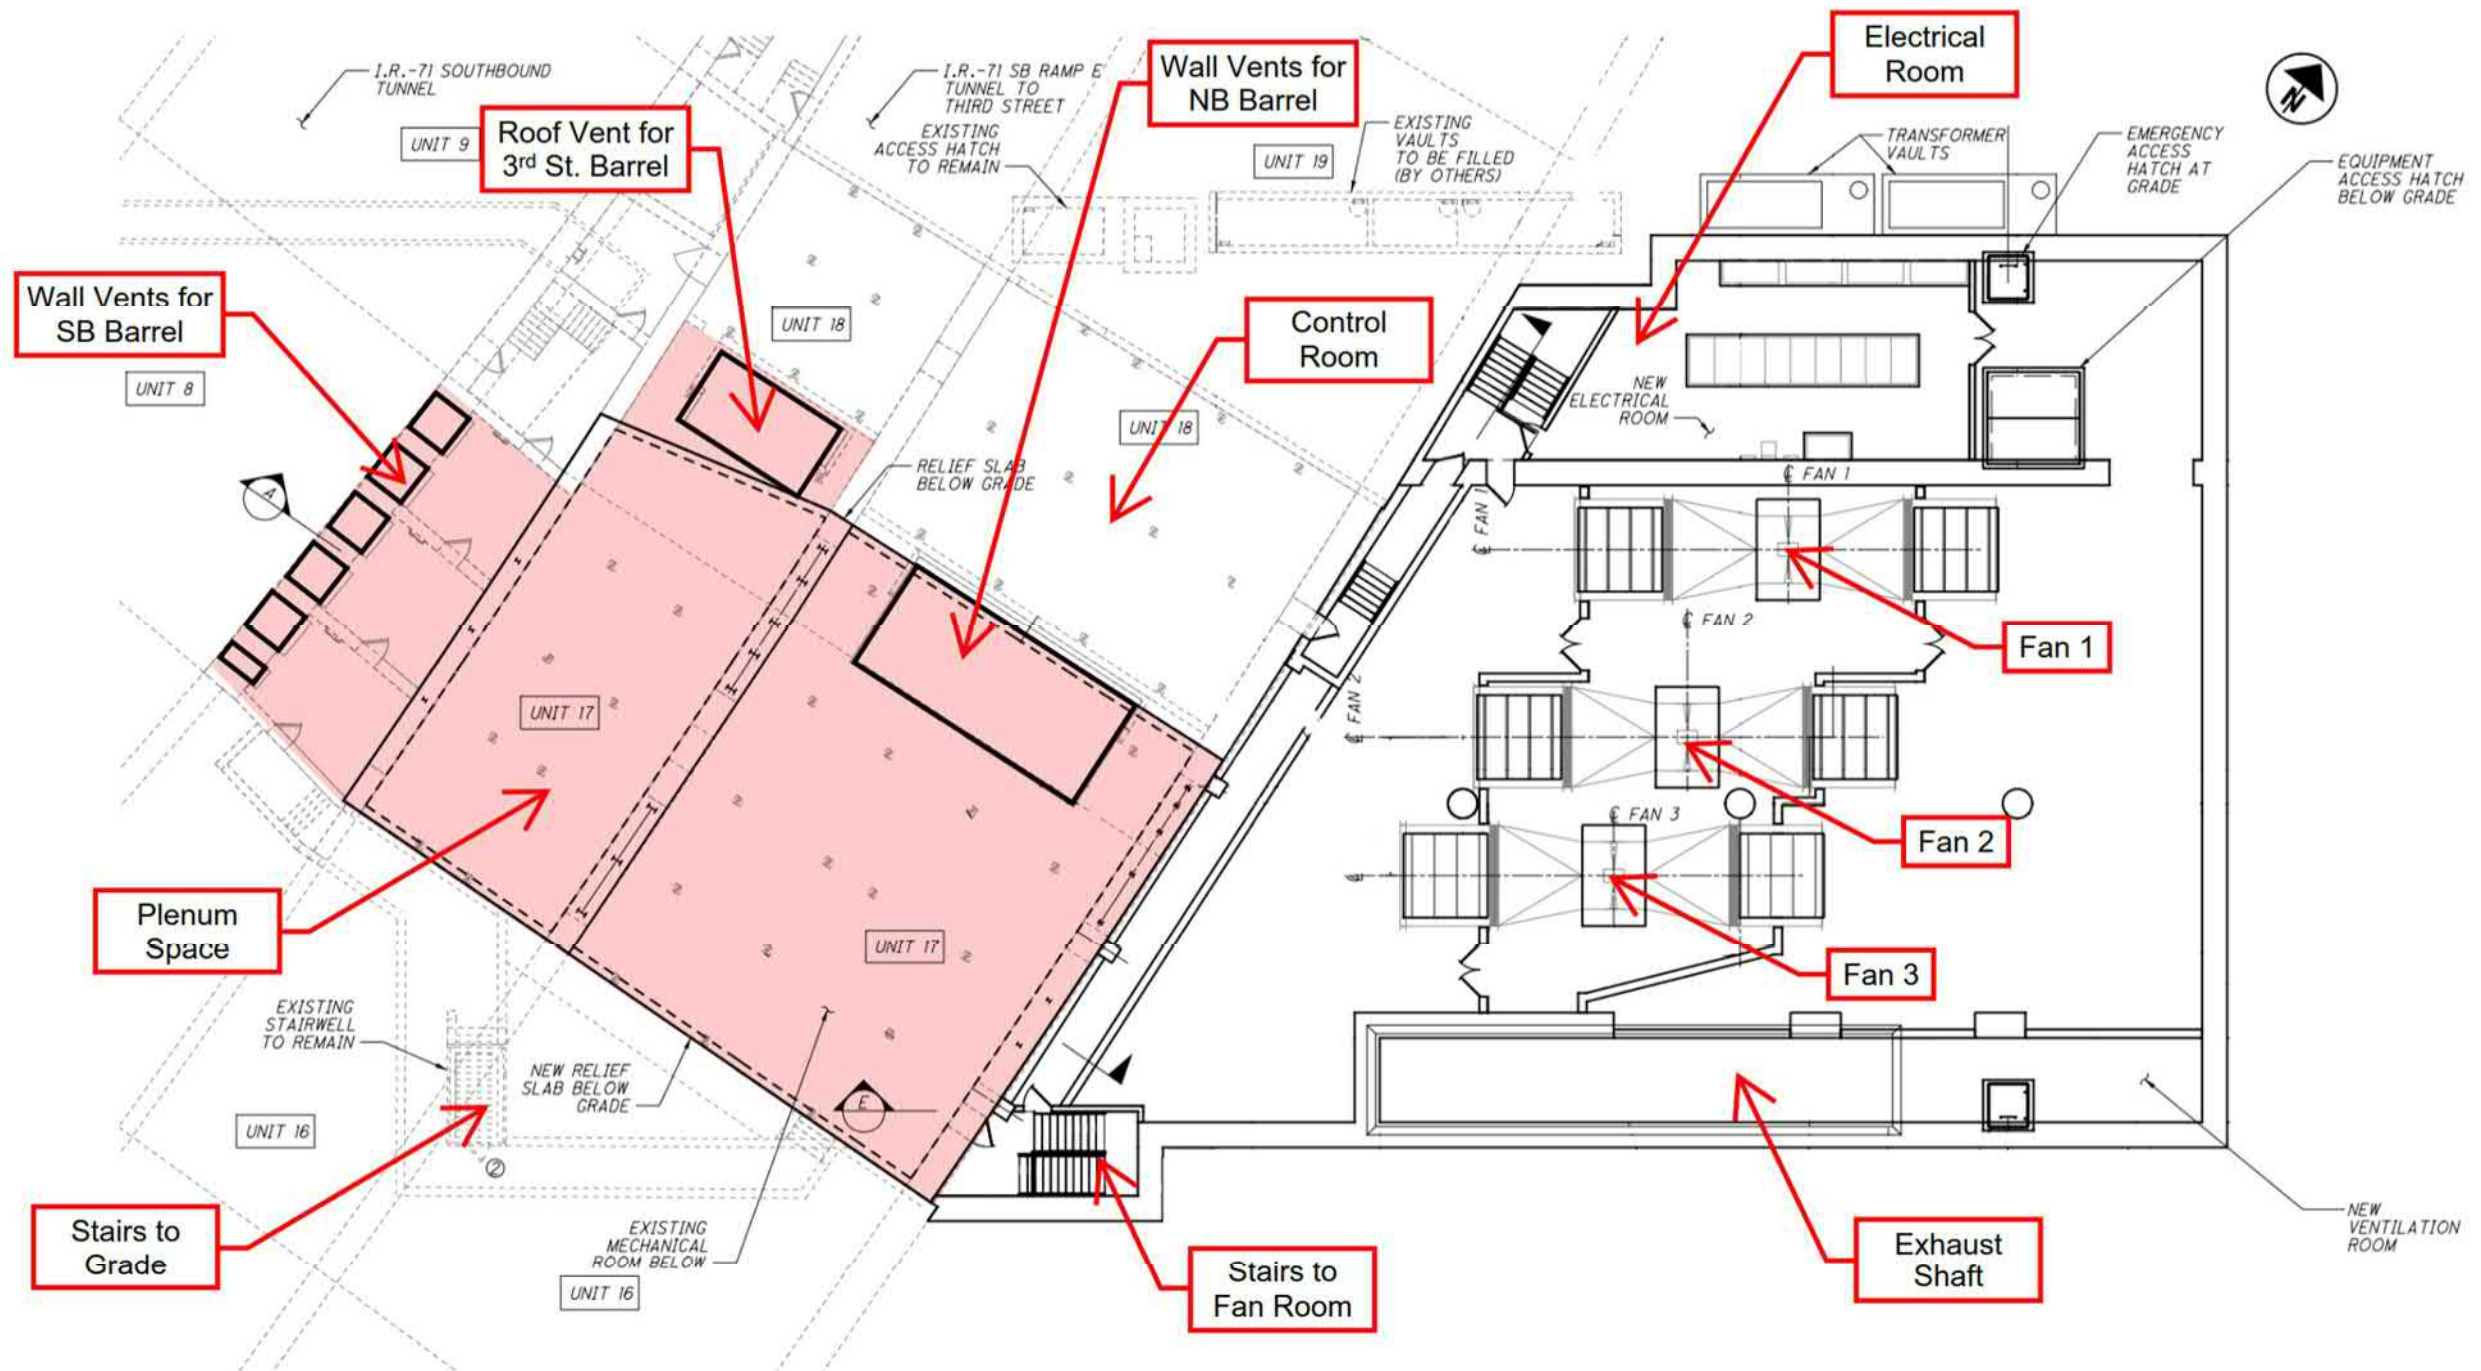 Electrical
Room
Wall Vents for
NB Barrel
I.R.-71 SOUTHBOUND
TUNNEL
I.R.-71 SB RAMP E
TUNNEL TO
THIRD STREET
N
Roof Vent for
3rd St. Barrel
UNIT 9
EXISTING
ACCESS HATCH
TO REMAIN
UNIT 19
EXISTING
VAULTS
TO BE FILLED
(BY OTHERS)
TRANSFORMER
VAULTS
EMERGENCY
ACCESS
HATCH AT
GRADE
EQUIPMENT
ACCESS HATCH
BELOW GRADE
Wall Vents for
SB Barrel
UNIT 8
UNIT 18
Control
Room
UNIT 18
NEW
ELECTRICAL
ROOM
A
RELIEF SLAB
BELOW GRADE
℄ FAN 1
℄ FAN 1
℄ FAN 2
Fan 1
℄ FAN 2
UNIT 17
℄ FAN 3
Fan 2
Plenum
Space
UNIT 17
Fan 3
EXISTING
STAIRWELL
TO REMAIN
NEW RELIEF
SLAB BELOW
GRADE
E
UNIT 16
2
Stairs to
Grade
EXISTING
MECHANICAL
ROOM BELOW
UNIT 16
Stairs to
Fan Room
Exhaust
Shaft
NEW
VENTILATION
ROOM